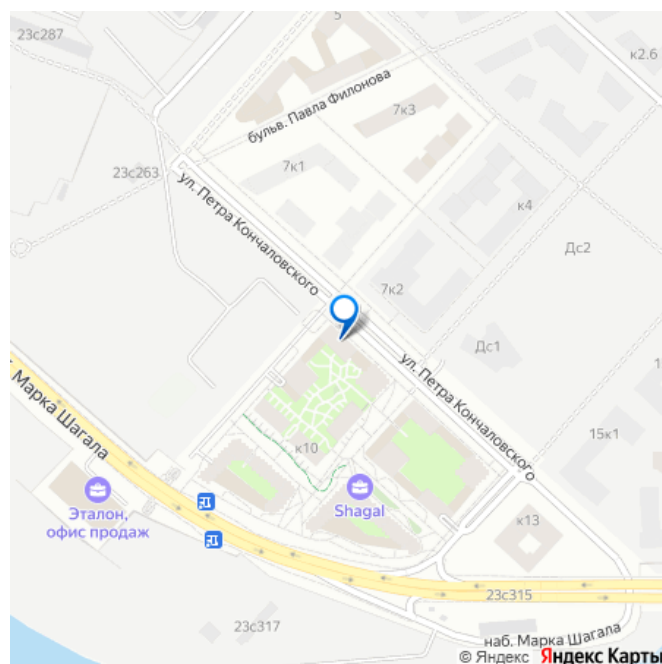 5
23с287
к2.6
бульв. Павла Филонова
7к3
7к1
23с263
ул. Петра Кончаловского
к4
Дс2
7к2
Дс1
ул. Петра Кончаловского
Марка Шагала
15к1
к10
Shagal
Эталон,
офис продаж
к13
23с315
23с317
наб. Марка Шагала
© Яндекс Яндекс Карты